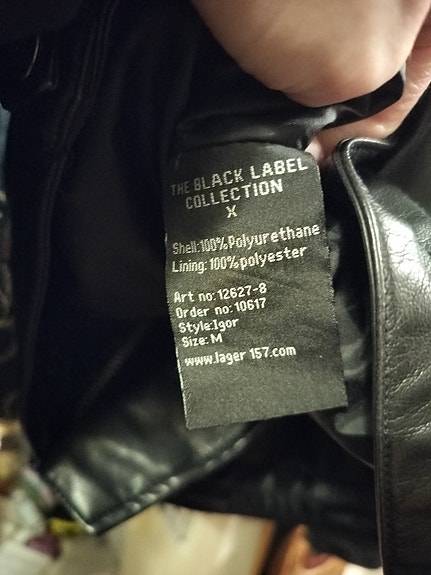 THE BLACK LABEL
COLLECTION
X
Shell:100%Polyurethane
Lining:100%polyester
Art no:12627-8
Order no:10617
Style:Igor
Size:M
www.lager 157.com